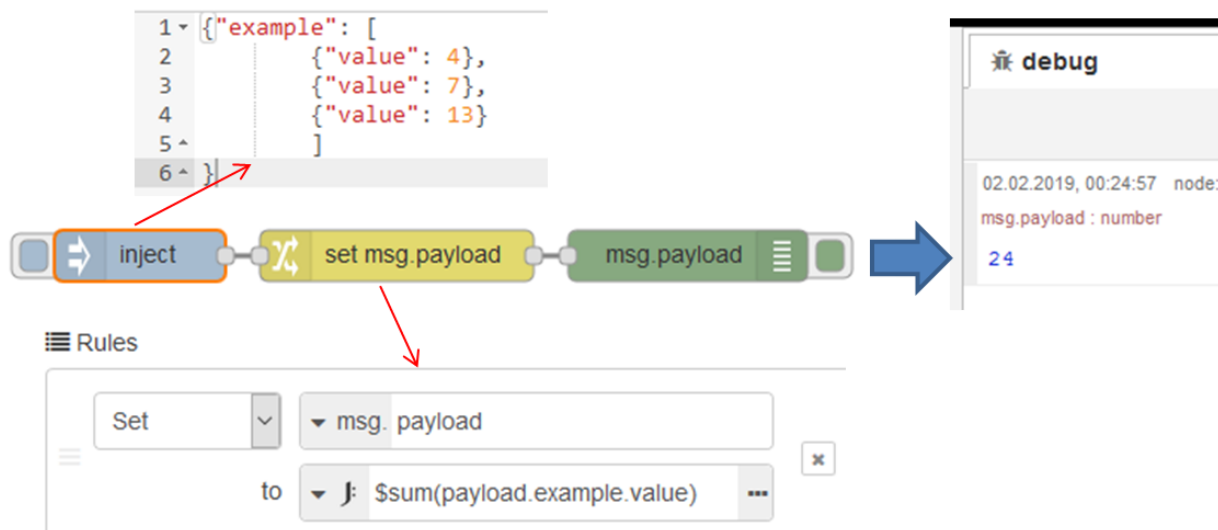 1 {"example": [
2 {"value": 4},
3 {"value": 7},
4 {"value": 13}
5 ]
6 }
debug
02.02.2019, 00:24:57 node:
msg.payload : number
24
inject
set msg.payload
msg.payload
Rules
Set
msg. payload
to
J: $sum(payload.example.value)